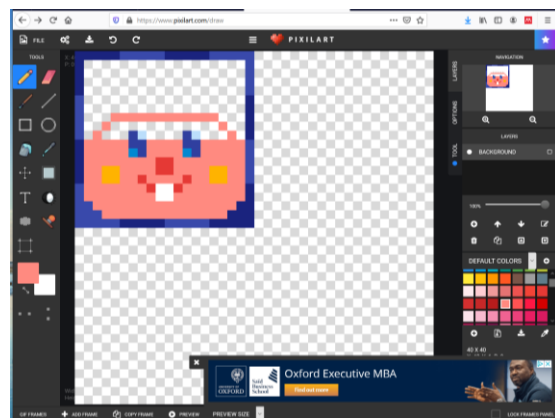 https://www.pixilart.com/draw
FILE
PIXILART
TOOLS
NAVIGATION
LAYERS
OPTIONS
TOOL
LAYERS
BACKGROUND
100%
DEFAULT COLORS
40 X 40
UNIVERSITY OF OXFORD
Saïd Business School
Oxford Executive MBA
Find out more
GIF FRAMES
ADD FRAME
COPY FRAME
PREVIEW
PREVIEW SIZE
LOCK FRAMES PANEL